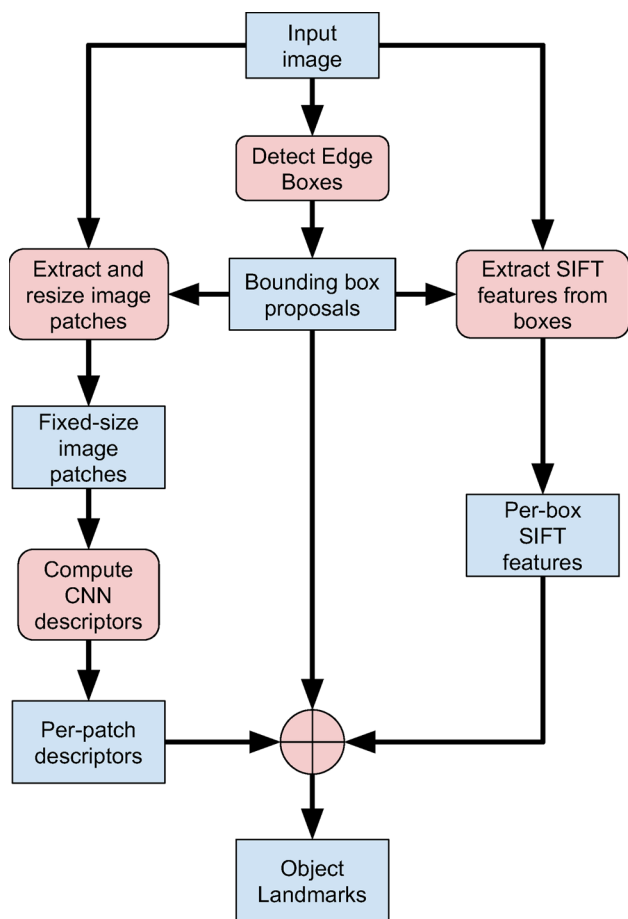 Input
image
Detect Edge
Boxes
Extract and
resize image
patches
Bounding box
proposals
Extract SIFT
features from
boxes
Fixed-size
image
patches
Per-box
SIFT
features
Compute
CNN
descriptors
Per-patch
descriptors
Object
Landmarks